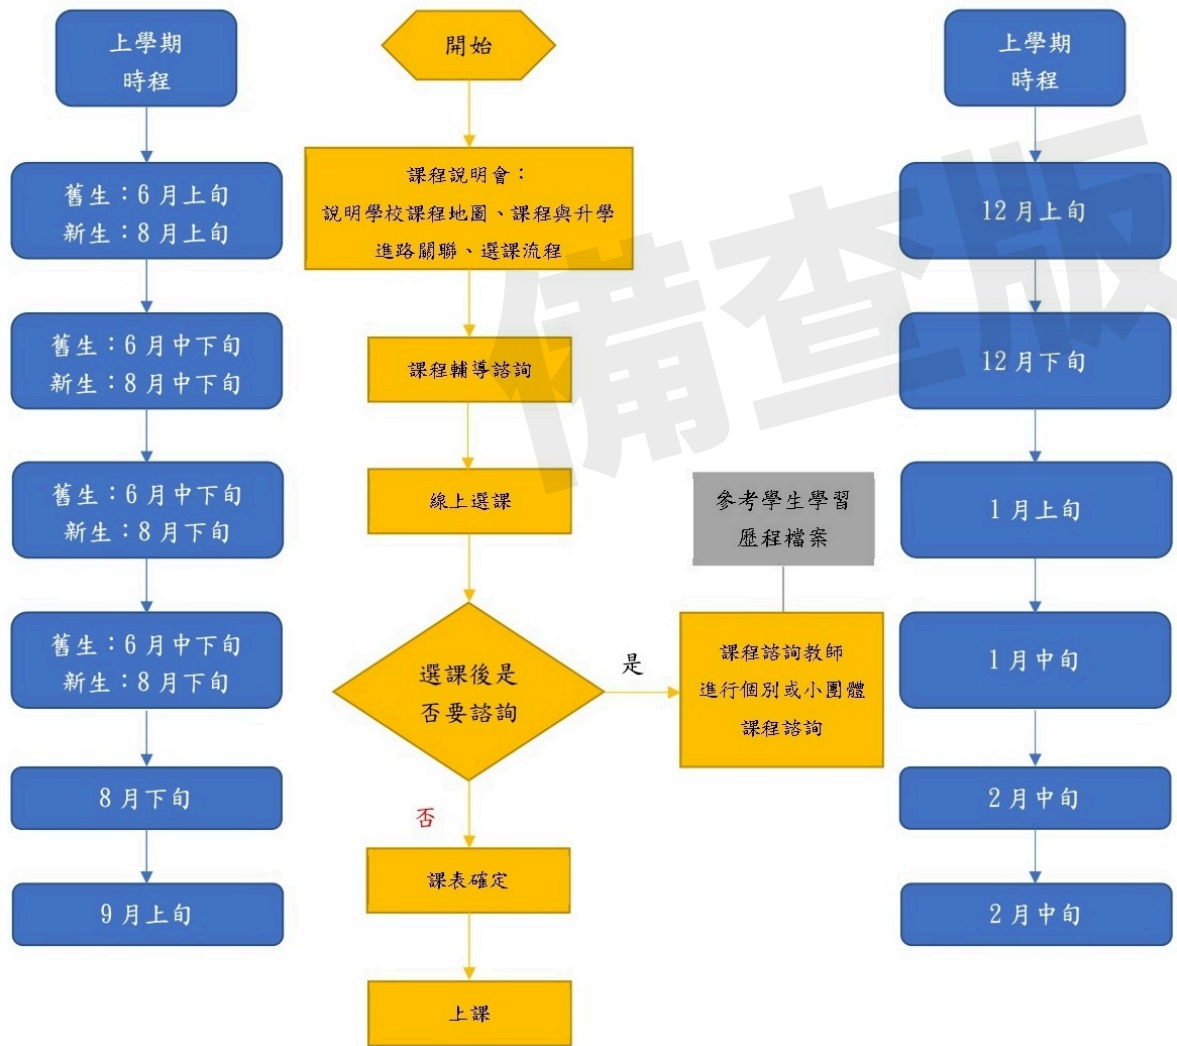 上學期
時程
舊生：6月上旬
新生：8月上旬
舊生：6月中下旬
新生：8月中下旬
舊生：6月中下旬
新生：8月下旬
舊生：6月中下旬
新生：8月下旬
8月下旬
9月上旬
開始
課程說明會：
說明學校課程地圖、課程與升學
進路關聯、選課流程
課程輔導諮詢
線上選課
選課後是
否要諮詢
是
否
課表確定
上課
參考學生學習
歷程檔案
課程諮詢教師
進行個別或小團體
課程諮詢
上學期
時程
12月上旬
12月下旬
1月上旬
1月中旬
2月中旬
2月中旬
備查版